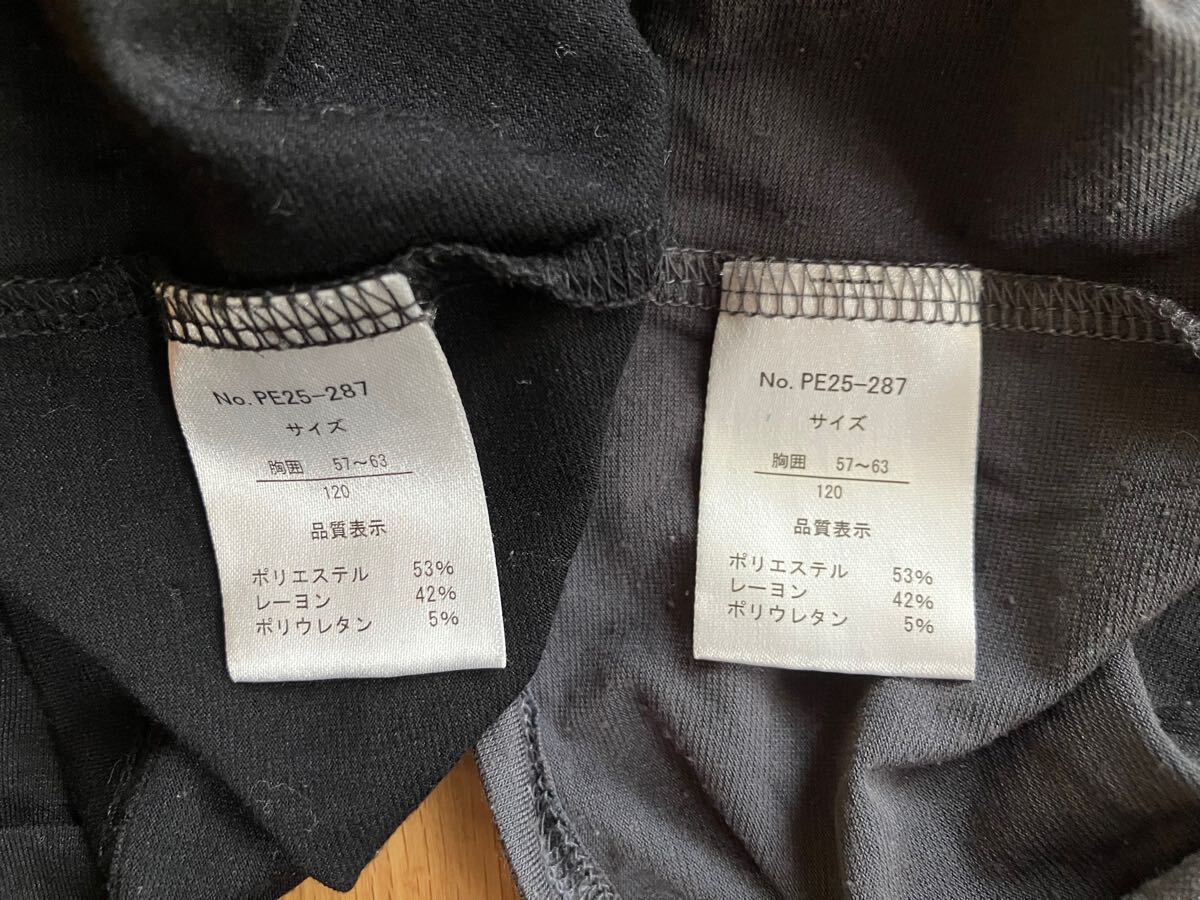 No. PE25-287
サイズ
胸囲 57～63
120
品質表示
ポリエステル 53%
レーヨン 42%
ポリウレタン 5%
No. PE25-287
サイズ
胸囲 57～63
120
品質表示
ポリエステル 53%
レーヨン 42%
ポリウレタン 5%